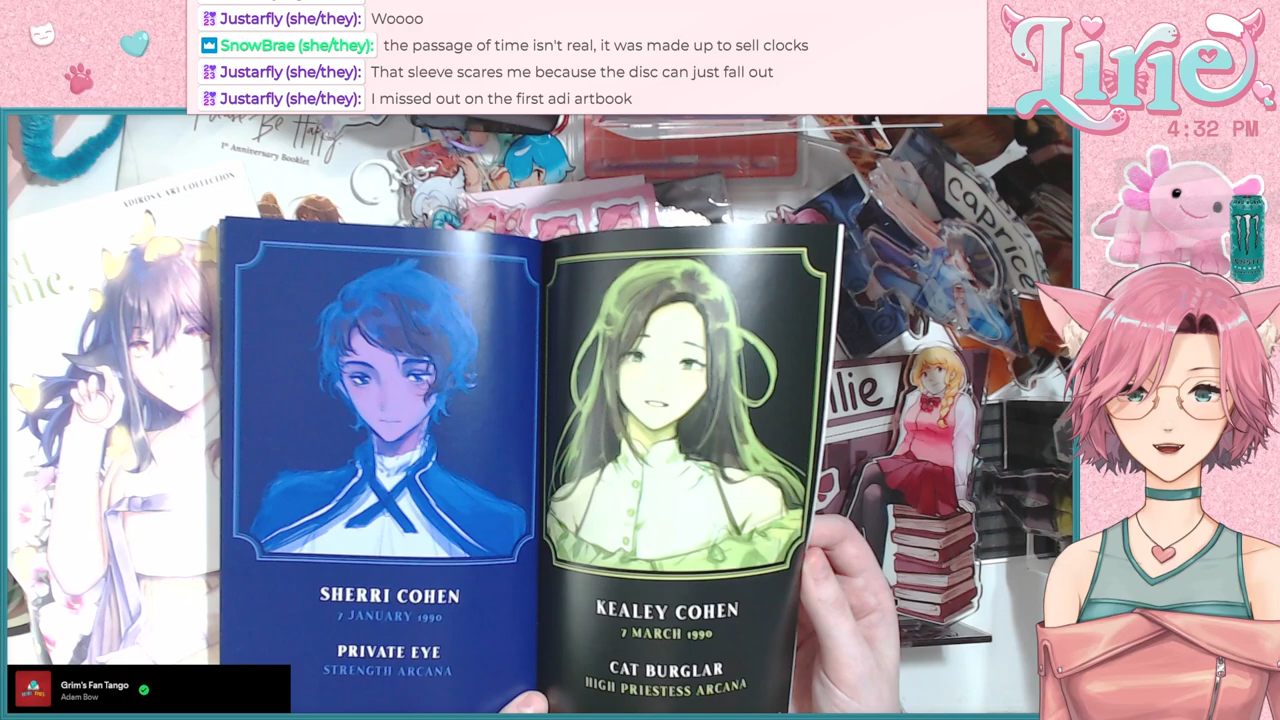 Justarfly (she/they): Woooo
SnowBrae (she/they): the passage of time isn't real, it was made up to sell clocks
Justarfly (she/they): That sleeve scares me because the disc can just fall out
Justarfly (she/they): I missed out on the first adi artbook
Lirie
4:32 PM
Be Happy.
1st Anniversary Booklet
ADIRONA ART COLLECTION
caprice
llie
SHERRI COHEN
7 JANUARY 1990
PRIVATE EYE
STRENGTH ARCANA
KEALEY COHEN
7 MARCH 1990
CAT BURGLAR
HIGH PRIESTESS ARCANA
Grim's Fan Tango
Adam Bow